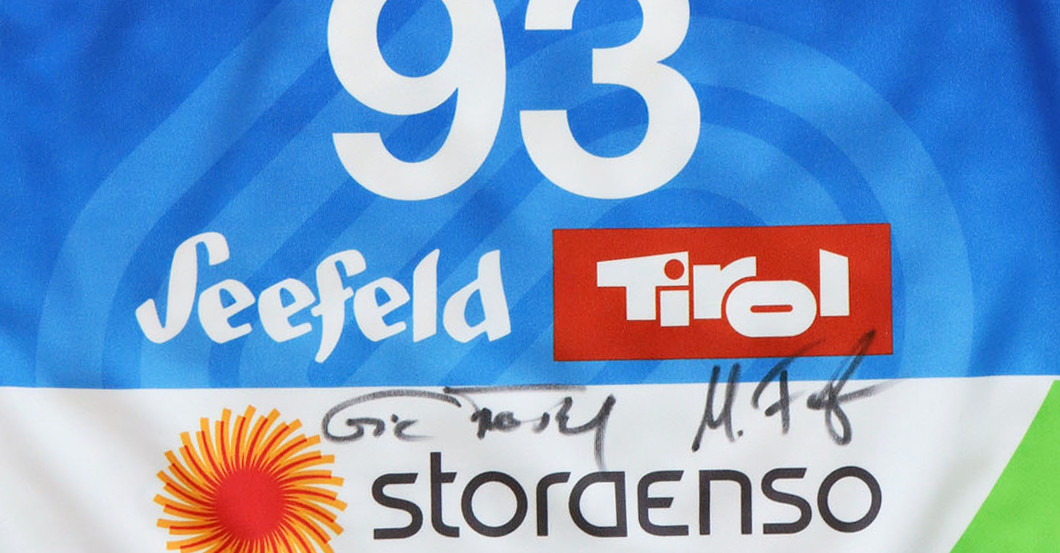 93
Seefeld
Tirol
storaenso